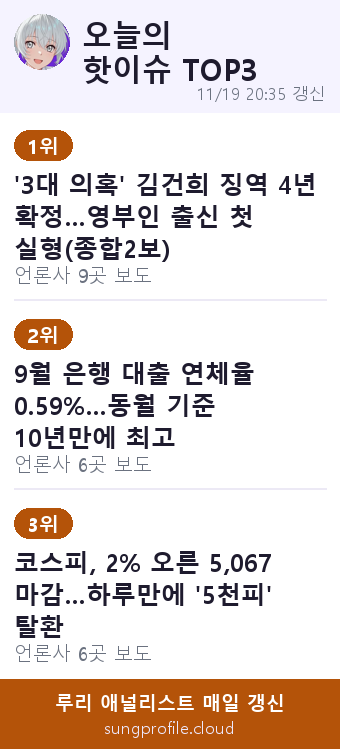 오늘의
핫이슈 TOP3
11/19 20:35 갱신
1위
'3대 의혹' 김건희 징역 4년
확정…영부인 출신 첫
실형(종합2보)
언론사 9곳 보도
2위
9월 은행 대출 연체율
0.59%…동월 기준
10년만에 최고
언론사 6곳 보도
3위
코스피, 2% 오른 5,067
마감…하루만에 '5천피'
탈환
언론사 6곳 보도
루리 애널리스트 매일 갱신
sungprofile.cloud